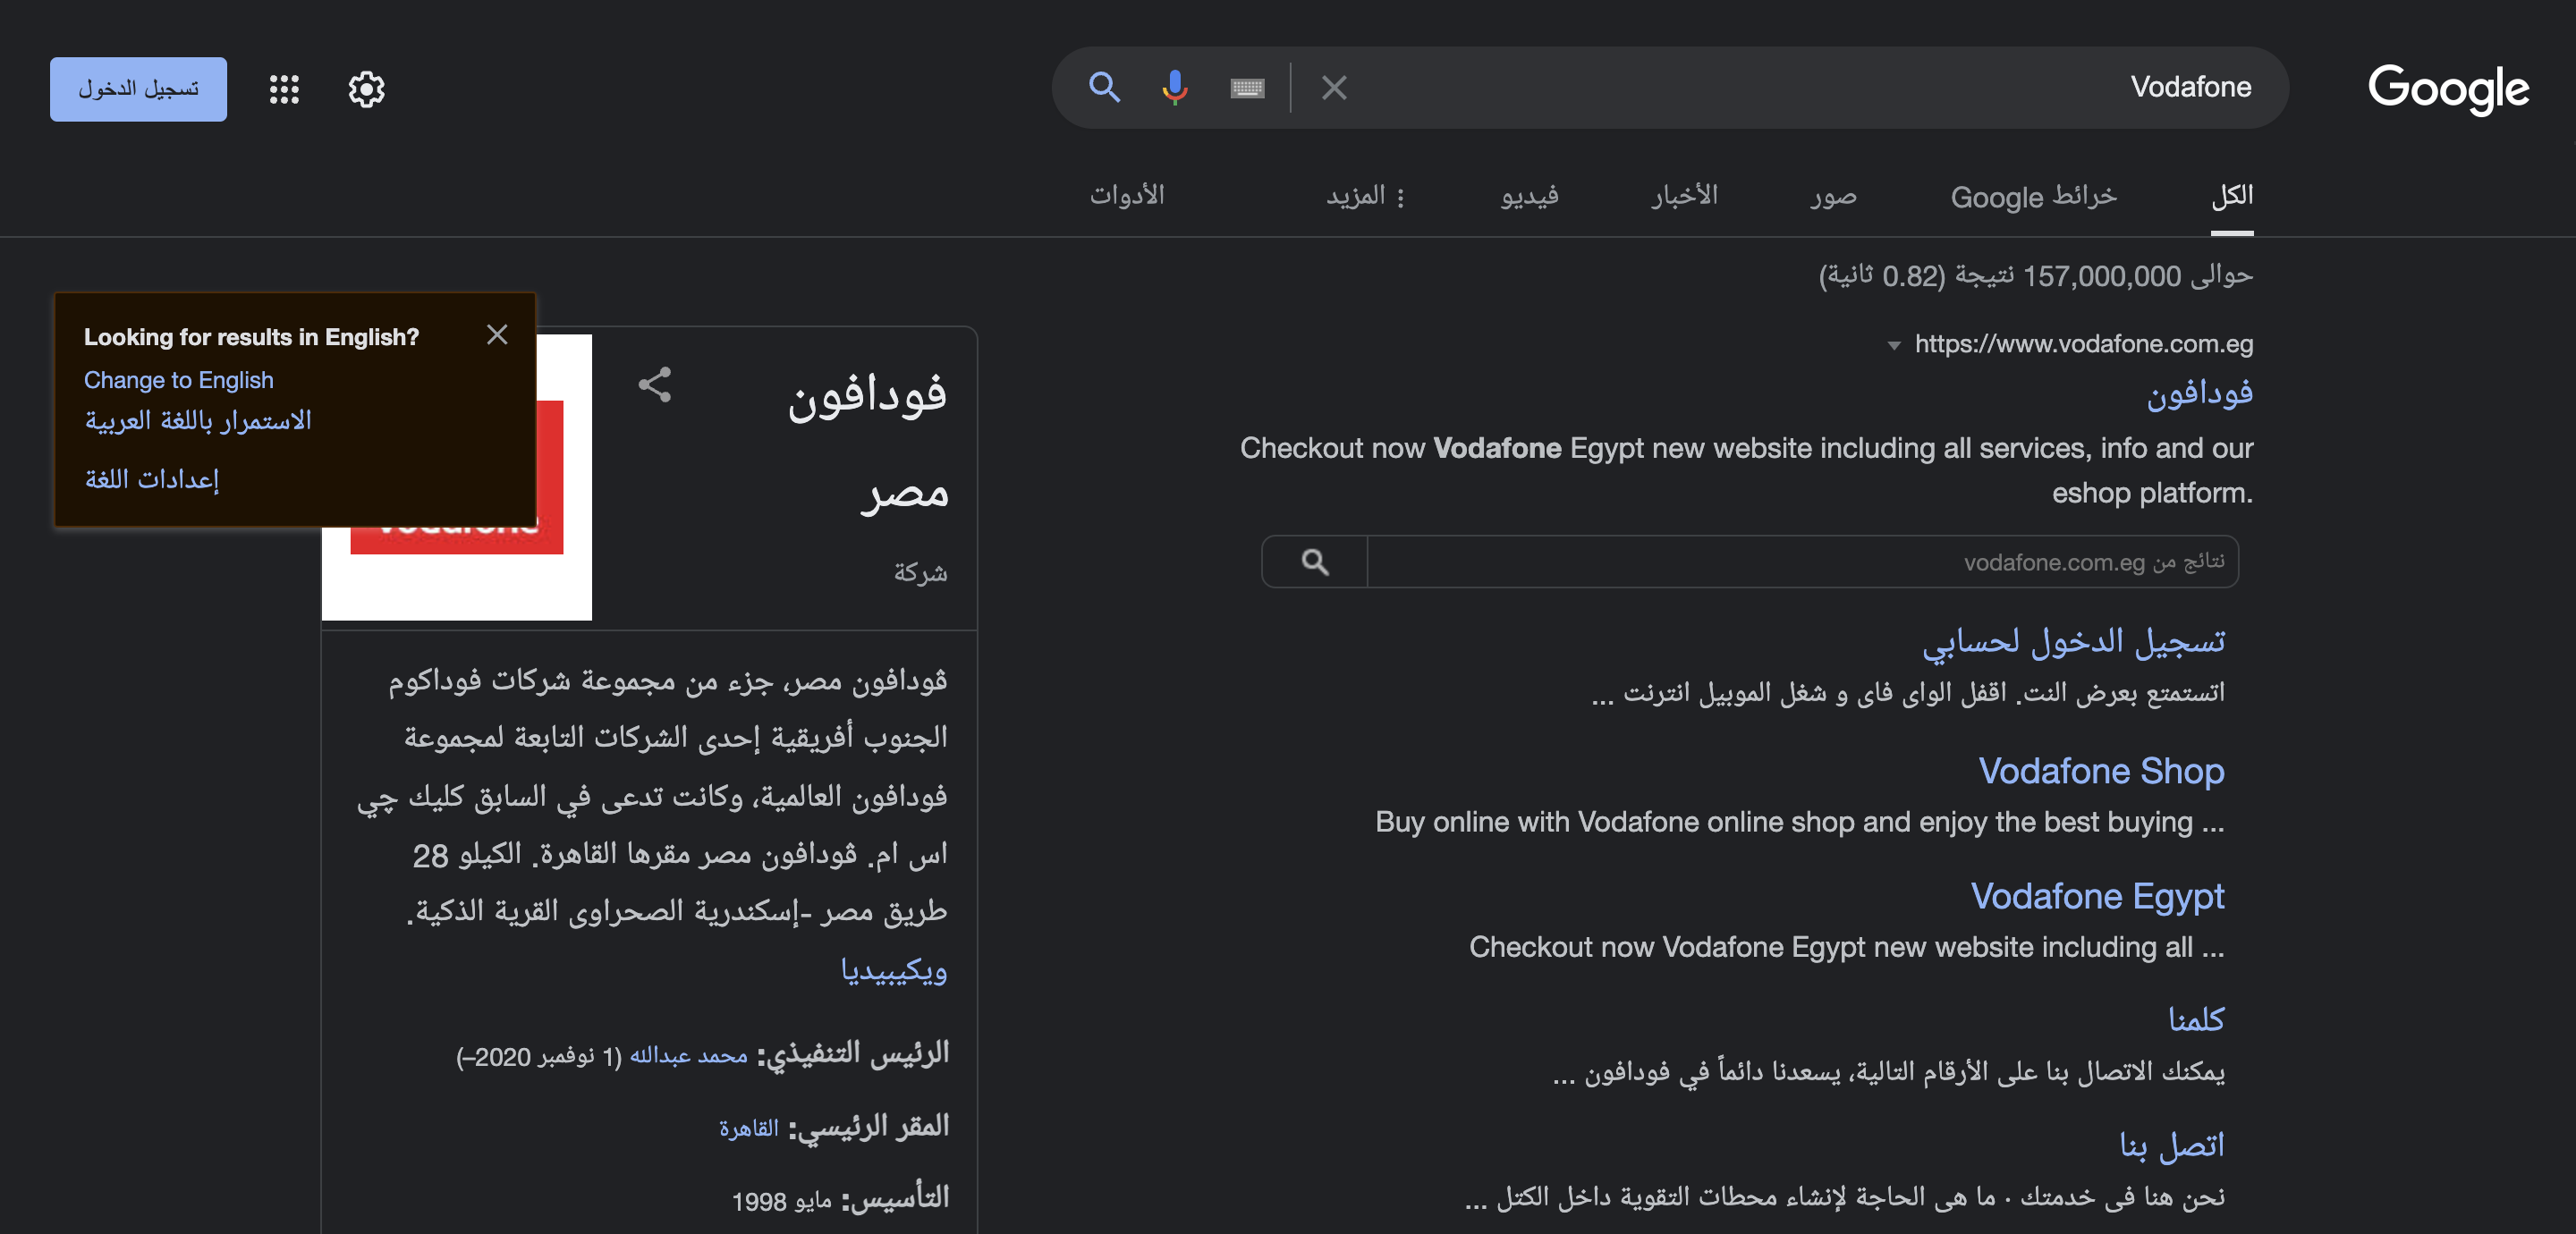 Google
Vodafone
تسجيل الدخول
الكل
خرائط Google
صور
الأخبار
فيديو
المزيد
الأدوات
حوالى 157,000,000 نتيجة (0.82 ثانية)
https://www.vodafone.com.eg
فودافون
Checkout now Vodafone Egypt new website including all services, info and our
eshop platform.
نتائج من vodafone.com.eg
تسجيل الدخول لحسابي
اتستمتع بعرض النت. اقفل الواى فاى و شغل الموبيل انترنت ...
Vodafone Shop
Buy online with Vodafone online shop and enjoy the best buying ...
Vodafone Egypt
Checkout now Vodafone Egypt new website including all ...
كلمنا
يمكنك الاتصال بنا على الأرقام التالية، يسعدنا دائماً في فودافون ...
اتصل بنا
نحن هنا فى خدمتك · ما هى الحاجة لإنشاء محطات التقوية داخل الكتل ...
Looking for results in English?
Change to English
الاستمرار باللغة العربية
إعدادات اللغة
فودافون
مصر
شركة
vodafone
ڤودافون مصر، جزء من مجموعة شركات فوداكوم
الجنوب أفريقية إحدى الشركات التابعة لمجموعة
فودافون العالمية، وكانت تدعى في السابق كليك چي
اس ام. ڤودافون مصر مقرها القاهرة. الكيلو 28
طريق مصر -إسكندرية الصحراوى القرية الذكية.
ويكيبيديا
الرئيس التنفيذي: محمد عبدالله (1 نوفمبر 2020–)
المقر الرئيسي: القاهرة
التأسيس: مايو 1998